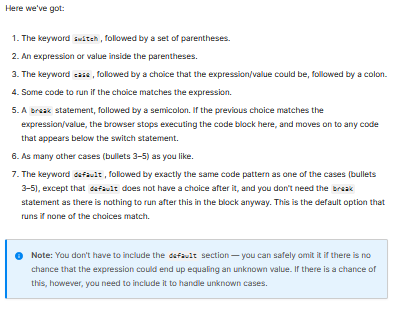 Here we've got:
1. The keyword switch, followed by a set of parentheses.
2. An expression or value inside the parentheses.
3. The keyword case, followed by a choice that the expression/value could be, followed by a colon.
4. Some code to run if the choice matches the expression.
5. A break statement, followed by a semicolon. If the previous choice matches the
expression/value, the browser stops executing the code block here, and moves on to any code
that appears below the switch statement.
6. As many other cases (bullets 3–5) as you like.
7. The keyword default, followed by exactly the same code pattern as one of the cases (bullets
3–5), except that default does not have a choice after it, and you don't need the break
statement as there is nothing to run after this in the block anyway. This is the default option that
runs if none of the choices match.
Note: You don't have to include the default section — you can safely omit it if there is no
chance that the expression could end up equaling an unknown value. If there is a chance of
this, however, you need to include it to handle unknown cases.